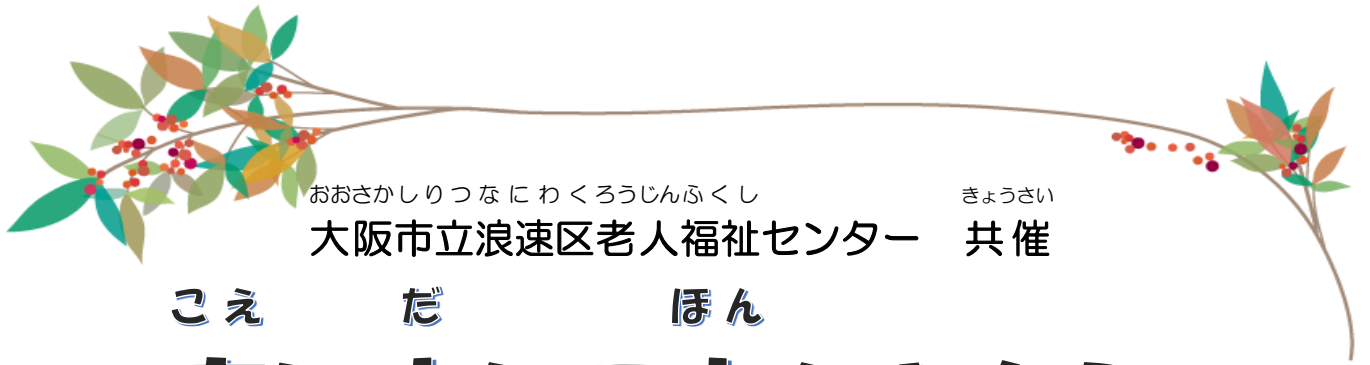 おおさかしりつなにわくろうじんふくし きょうさい
大阪市立浪速区老人福祉センター 共催
こえ だ ほん